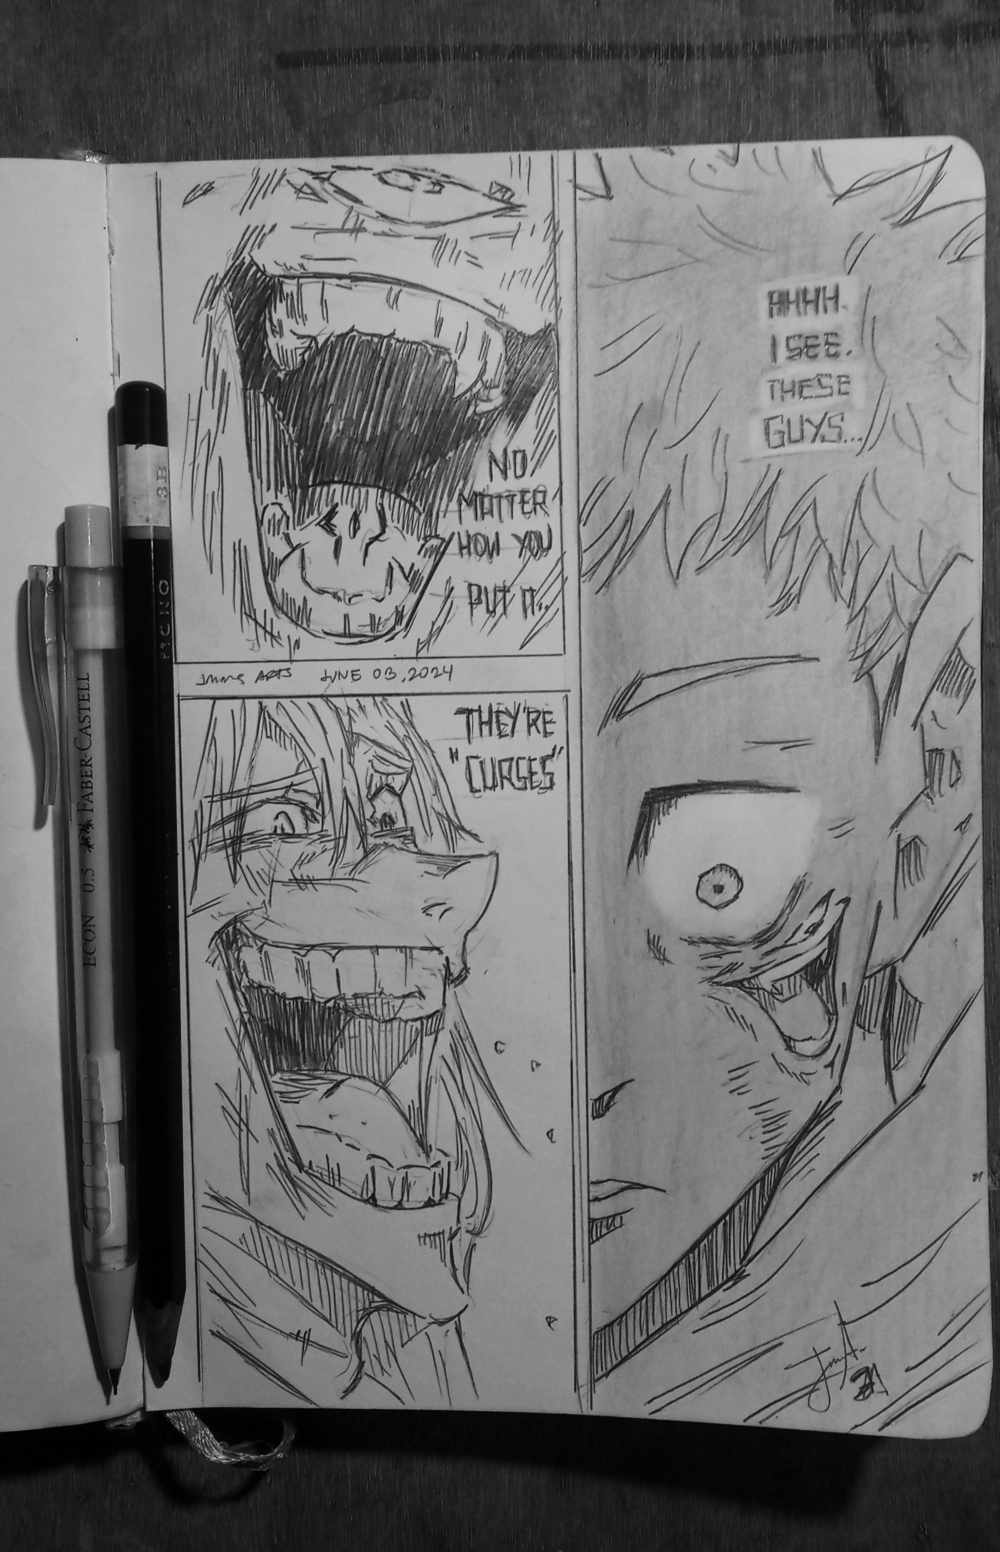 AHHH.
I SEE.
THESE
GUYS...
NO
MATTER
HOW YOU
PUT IT..
ARTS JUNE 03, 2024
THEY'RE
"CURSES"
3B
ECON 0.5 FABER-CASTELL